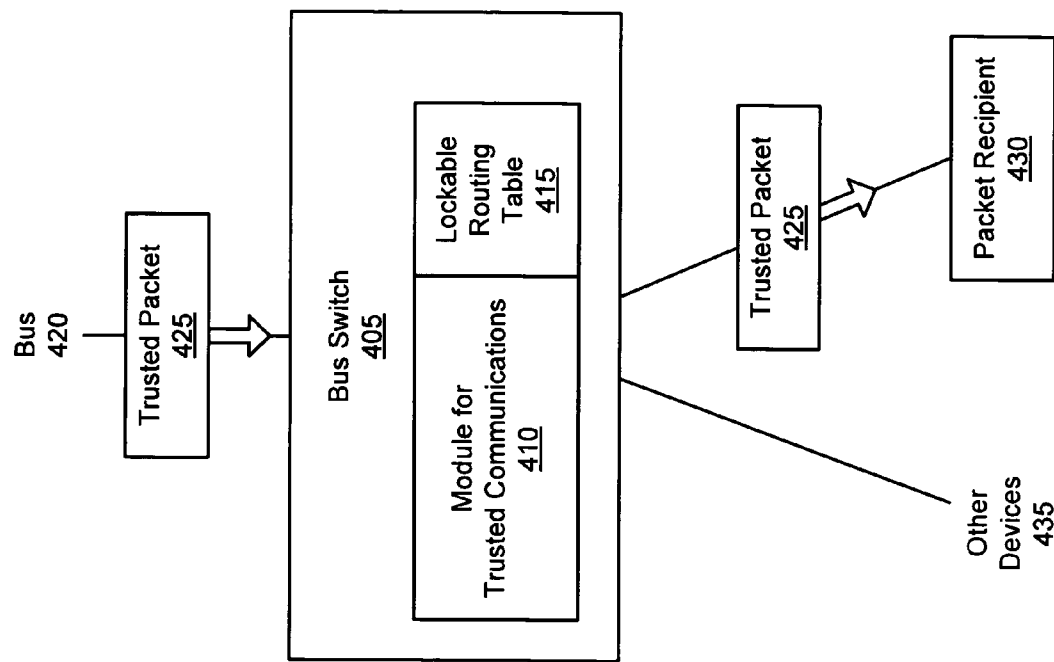 Bus
420
Trusted Packet
425
Bus Switch
405
Module for
Trusted Communications
410
Lockable
Routing
Table
415
Other
Devices
435
Trusted Packet
425
Packet Recipient
430